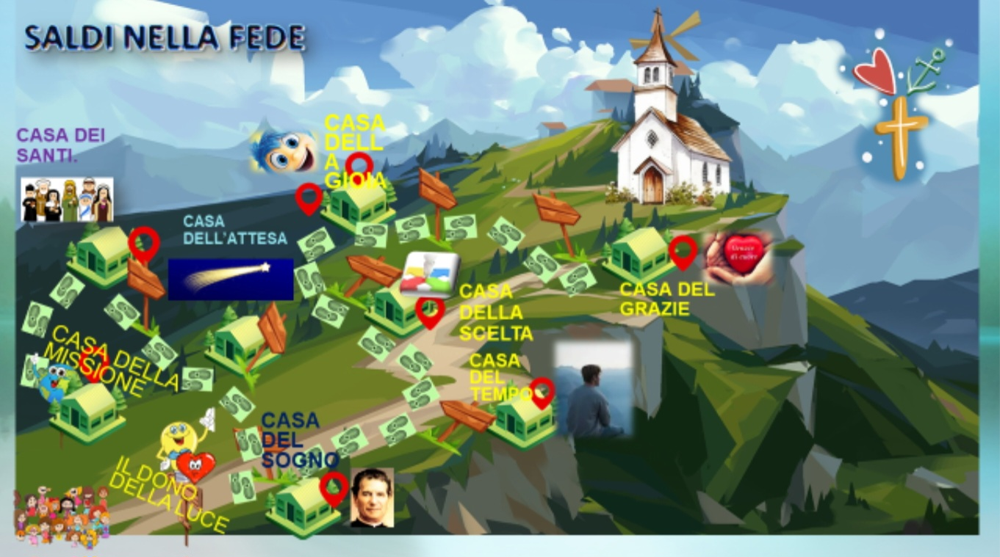 SALDI NELLA FEDE
CASA DEI
SANTI.
CASA
DELL
A
GIOIA
CASA
DELL'ATTESA
CASA
DELLA
SCELTA
CASA DEL
GRAZIE
CASA DELLA
MISSIONE
CASA
DEL
TEMPO
CASA
DEL
SOGNO
IL DONO
DELLA LUCE